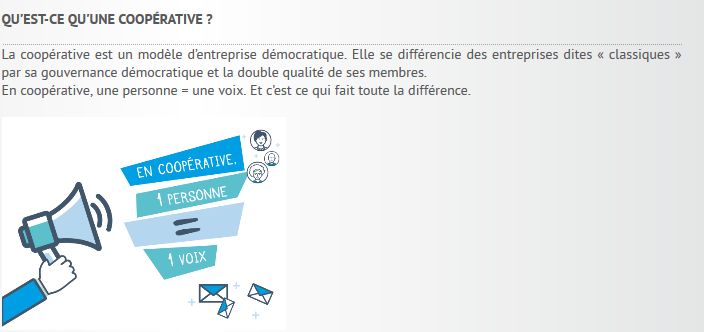 QU'EST-CE QU'UNE COOPÉRATIVE ?
La coopérative est un modèle d'entreprise démocratique. Elle se différencie des entreprises dites « classiques »
par sa gouvernance démocratique et la double qualité de ses membres.
En coopérative, une personne = une voix. Et c'est ce qui fait toute la différence.
EN COOPÉRATIVE,
1 PERSONNE
=
1 VOIX